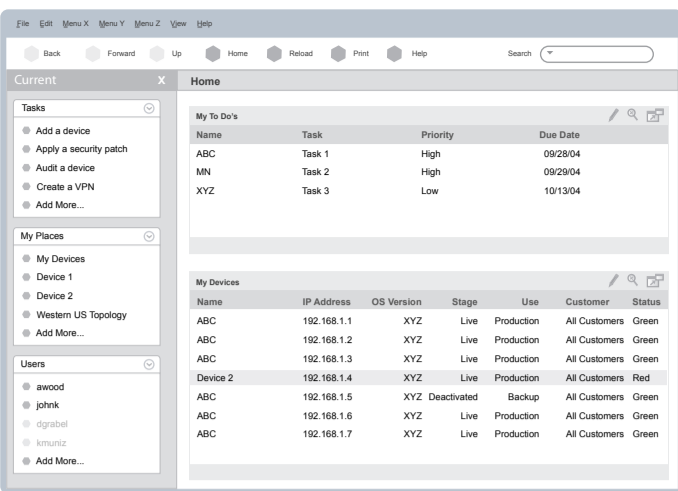 File Edit Menu X Menu Y Menu Z View Help
Back Forward Up Home Reload Print Help Search
Current X
Tasks
Add a device
Apply a security patch
Audit a device
Create a VPN
Add More...
My Places
My Devices
Device 1
Device 2
Western US Topology
Add More...
Users
awood
johnk
dgrabel
kmuniz
Add More...
Home
My To Do's
Name Task Priority Due Date
ABC Task 1 High 09/28/04
MN Task 2 High 09/29/04
XYZ Task 3 Low 10/13/04
My Devices
Name IP Address OS Version Stage Use Customer Status
ABC 192.168.1.1 XYZ Live Production All Customers Green
ABC 192.168.1.2 XYZ Live Production All Customers Green
ABC 192.168.1.3 XYZ Live Production All Customers Green
Device 2 192.168.1.4 XYZ Live Production All Customers Red
ABC 192.168.1.5 XYZ Deactivated Backup All Customers Green
ABC 192.168.1.6 XYZ Live Production All Customers Green
ABC 192.168.1.7 XYZ Live Production All Customers Green